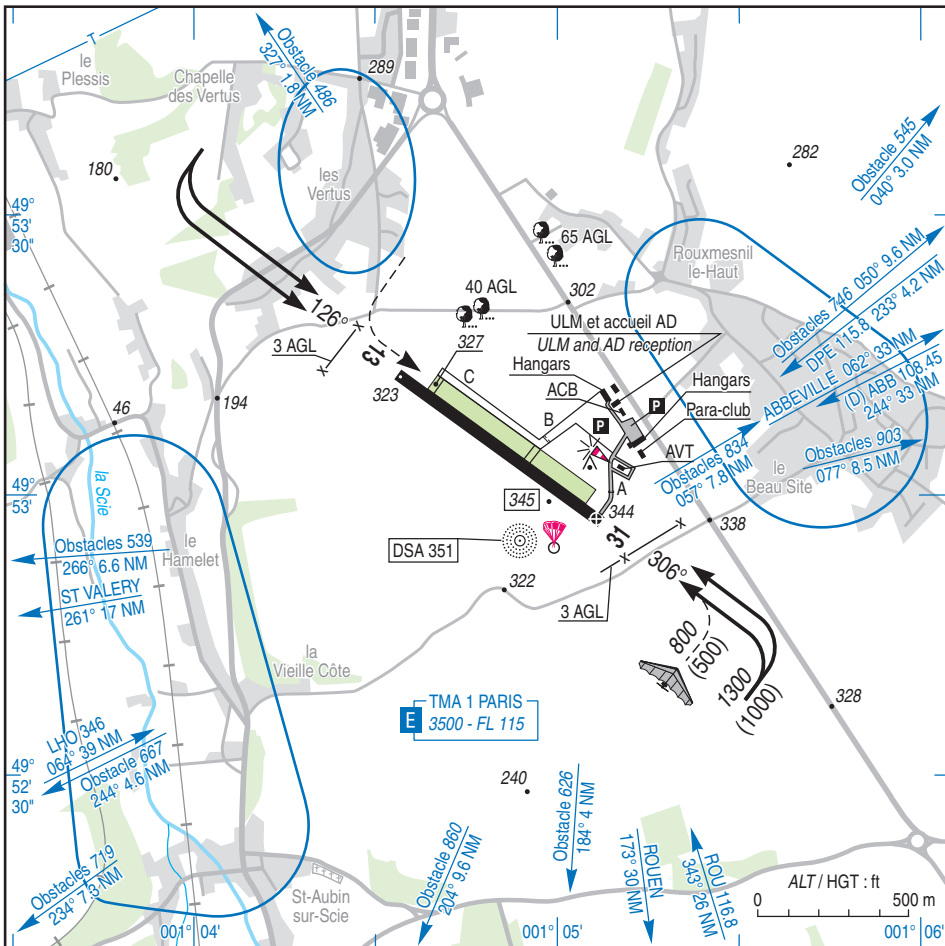 T
le
Plessis
Chapelle
des Vertus
Obstacle 486
327° 1.8 NM
289
180
les
Vertus
282
Obstacle 545
040° 3.0 NM
49°
53'
30"
65 AGL
Rouxmesnil
le-Haut
40 AGL
302
126°
3 AGL
13
327
323
C
ULM et accueil AD
ULM and AD reception
Hangars
ACB
P
Hangars
Para-club
B
P
AVT
A
Obstacles 746 050° 9.6 NM
DPE 115.8 233° 4.2 NM
ABBEVILLE 062° 33 NM
(D) ABB 108.45
244° 33 NM
Obstacles 834
057° 7.8 NM
Obstacles 903
077° 8.5 NM
le
Beau Site
46
194
la Scie
49°
53'
345
344
31
338
DSA 351
306°
3 AGL
322
Obstacles 539
266° 6.6 NM
ST VALERY
261° 17 NM
le
Hamelet
la
Vieille Côte
800
(500)
1300
(1000)
328
E
TMA 1 PARIS
3500 - FL 115
LHO 346
064° 39 NM
Obstacle 667
244° 4.6 NM
49°
52'
30"
240
Obstacles 719
234° 7.3 NM
St-Aubin
sur-Scie
Obstacle 860
204° 9.6 NM
Obstacle 626
184° 4 NM
ROUEN
173° 30 NM
ROU 116.8
343° 26 NM
ALT / HGT : ft
0 500 m
001° 04'
001° 05'
001° 06'